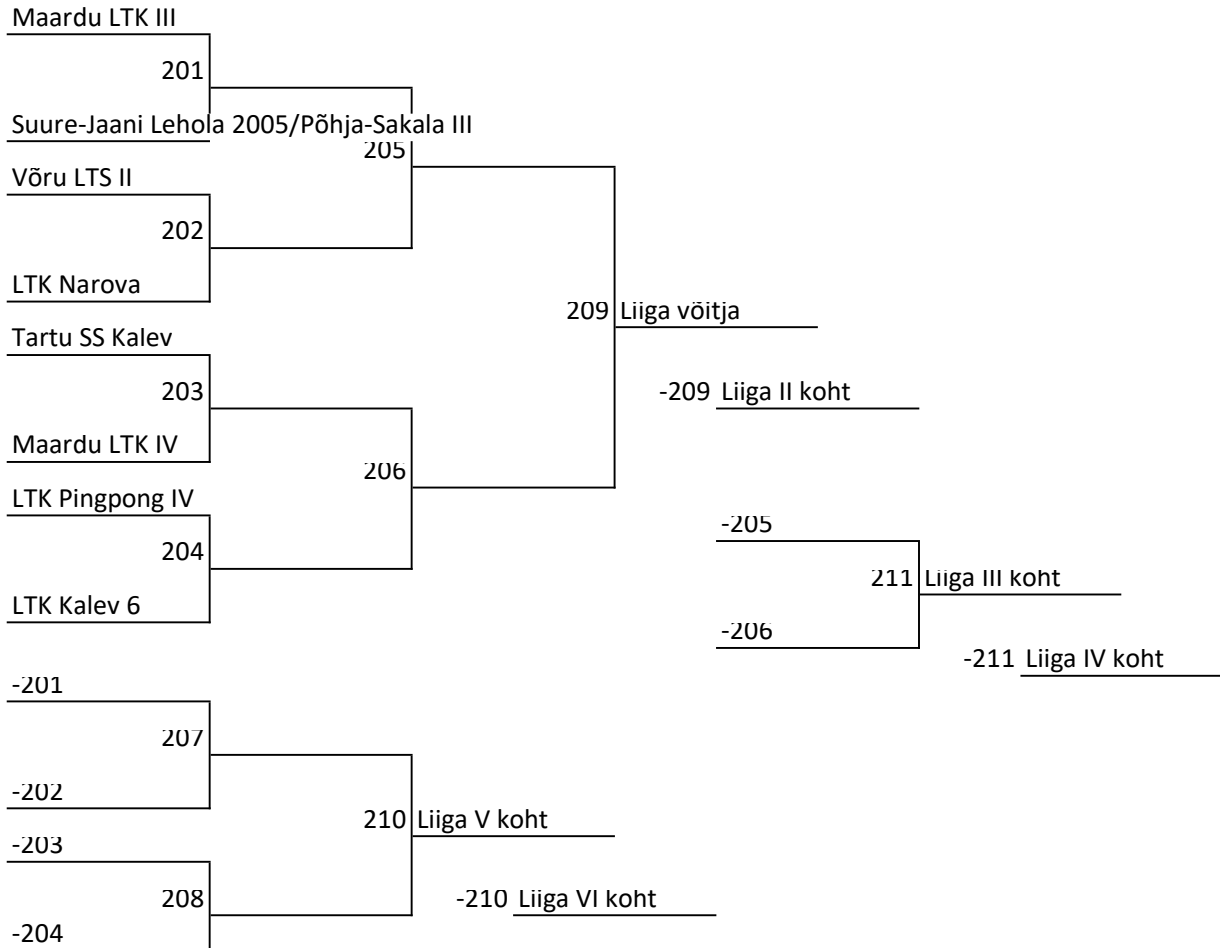 Maardu LTK III
201
Suure-Jaani Lehola 2005/Põhja-Sakala III
205
Võru LTS II
202
LTK Narova
209 Liiga võitja
Tartu SS Kalev
203
-209 Liiga II koht
Maardu LTK IV
206
LTK Pingpong IV
-205
204
211 Liiga III koht
LTK Kalev 6
-206
-211 Liiga IV koht
-201
207
-202
210 Liiga V koht
-203
208
-210 Liiga VI koht
-204